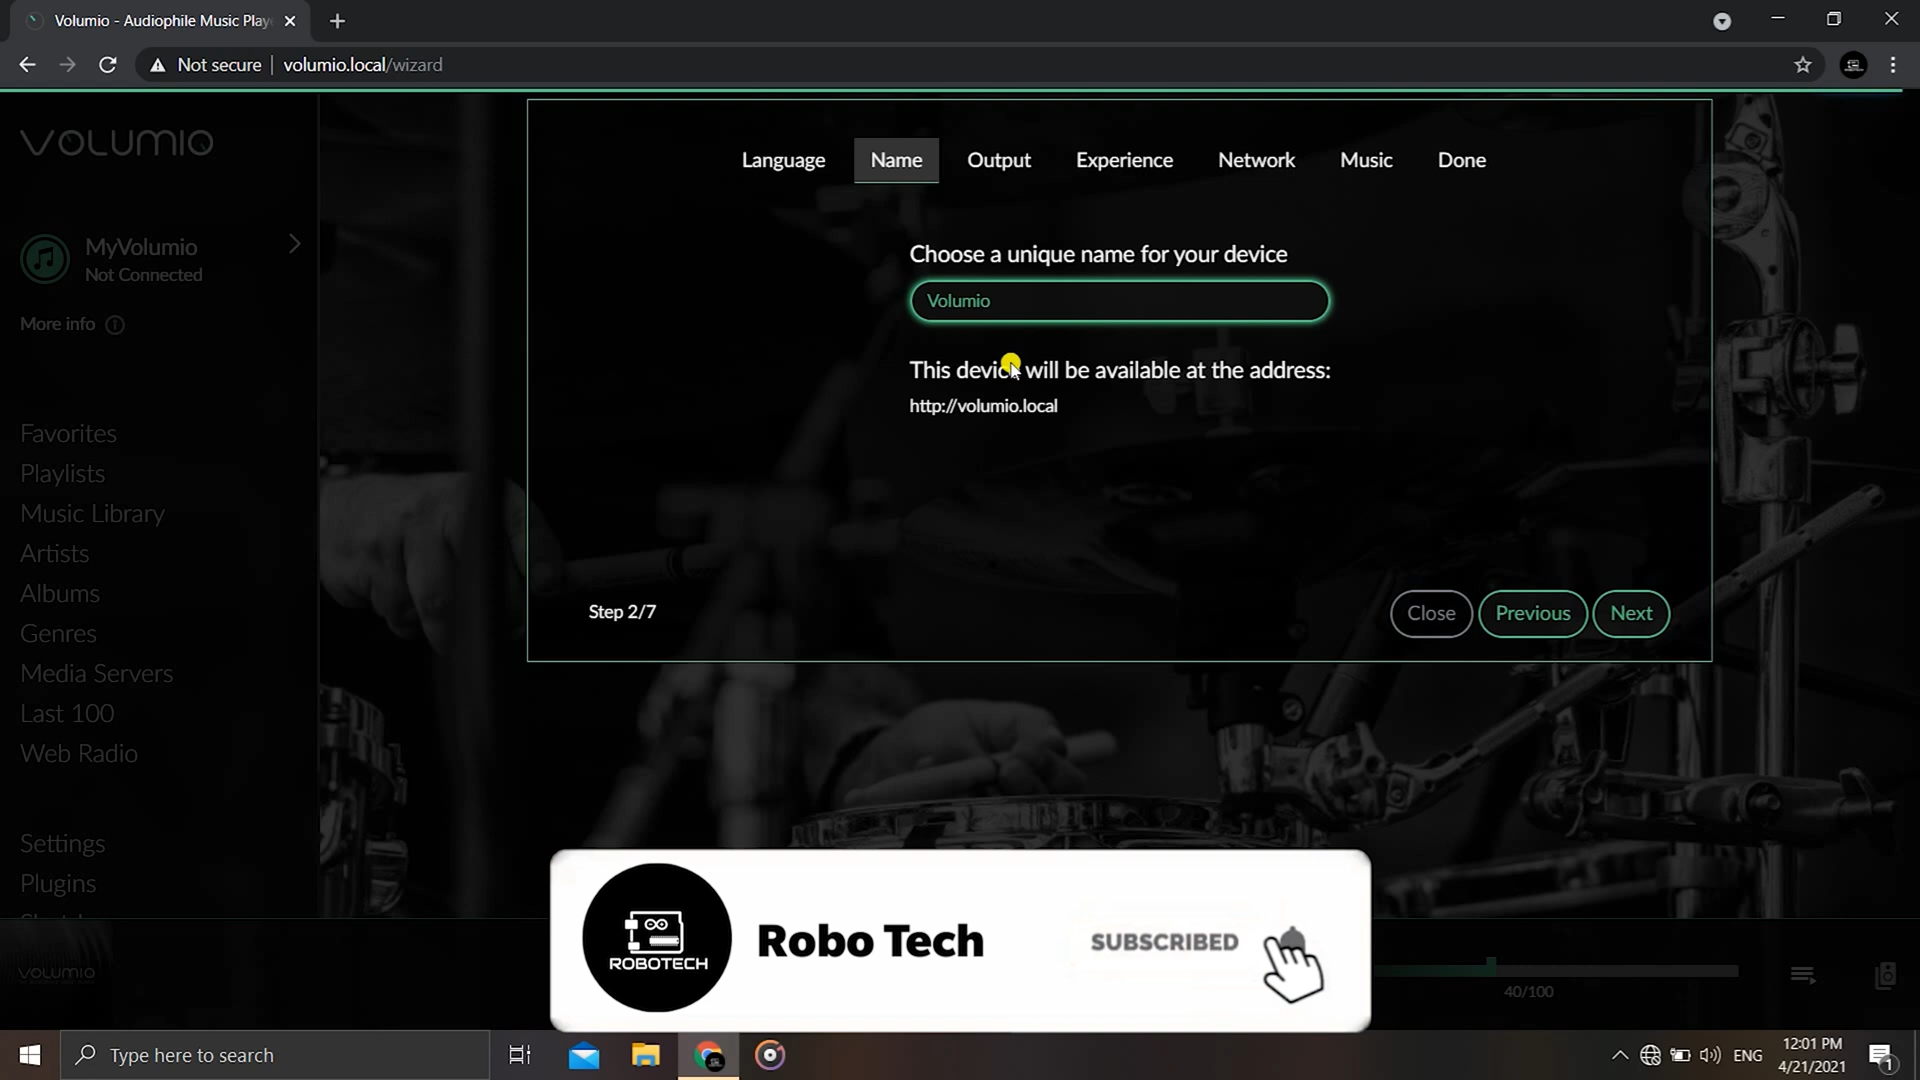 Volumio - Audiophile Music Play
Not secure
volumio.local/wizard
VOLUMIO
MyVolumio
Not Connected
More info
Favorites
Playlists
Music Library
Artists
Albums
Genres
Media Servers
Last 100
Web Radio
Settings
Plugins
Language
Name
Output
Experience
Network
Music
Done
Choose a unique name for your device
Volumio
This device will be available at the address:
http://volumio.local
Step 2/7
Close
Previous
Next
ROBOTECH
Robo Tech
SUBSCRIBED
VOLUMIO
40/100
Type here to search
ENG
12:01 PM
4/21/2021
1